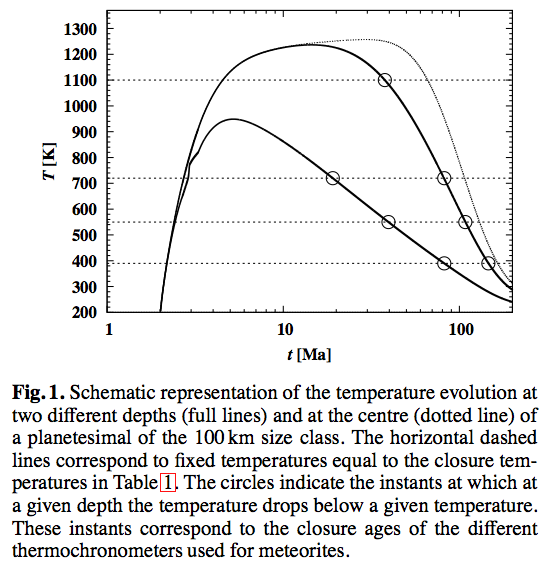 1300
1200
1100
1000
900
800
700
600
500
400
300
200
T [K]
1 10 100
t [Ma]
Fig. 1. Schematic representation of the temperature evolution at
two different depths (full lines) and at the centre (dotted line) of
a planetesimal of the 100 km size class. The horizontal dashed
lines correspond to fixed temperatures equal to the closure tem-
peratures in Table 1. The circles indicate the instants at which at
a given depth the temperature drops below a given temperature.
These instants correspond to the closure ages of the different
thermochronometers used for meteorites.